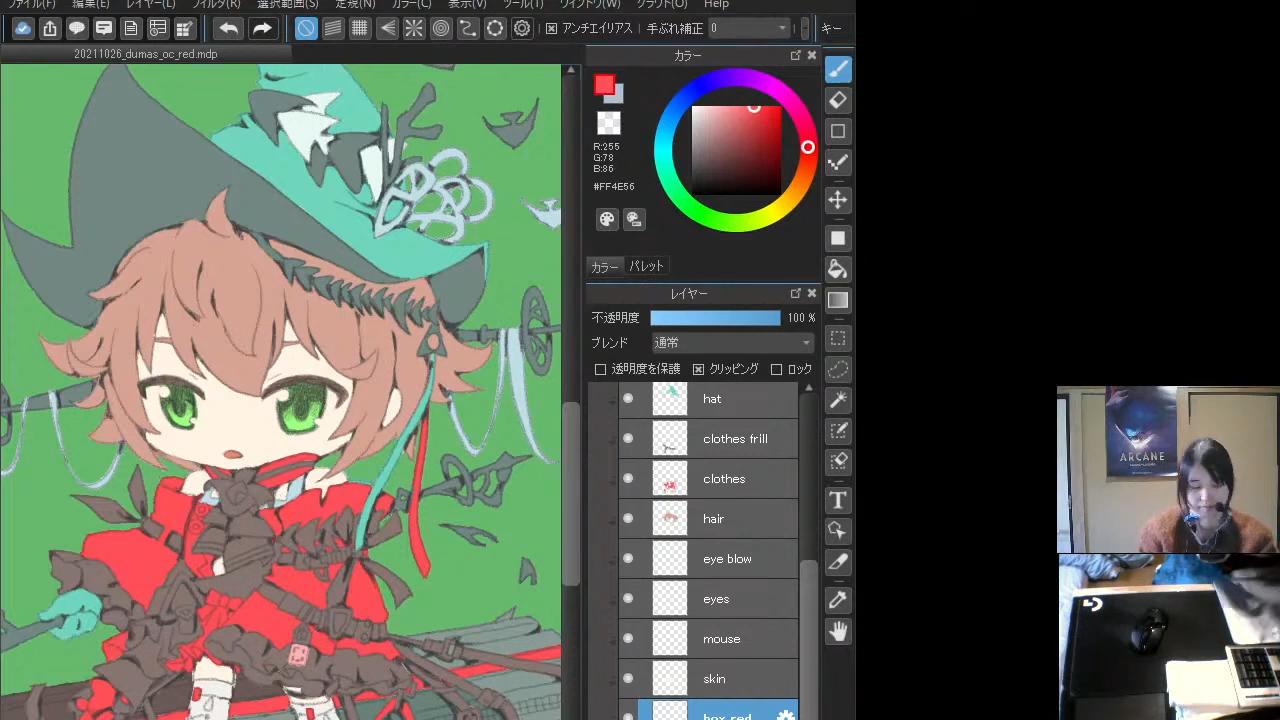 ファイル(F) 編集(E) レイヤー(L) フィルタ(R) 選択範囲(S) 定規(N) カラー(C) 表示(V) ツール(T) ウィンドウ(W) クラウド(O) Help
アンチエイリアス 手ぶれ補正 0 キー
20211026_dumas_oc_red.mdp
カラー
R:255
G:78
B:86
#FF4E56
カラー パレット
レイヤー
不透明度 100 %
ブレンド 通常
透明度を保護 クリッピング ロック
hat
clothes frill
clothes
hair
eye blow
eyes
mouse
skin
box red
T
ARCANE